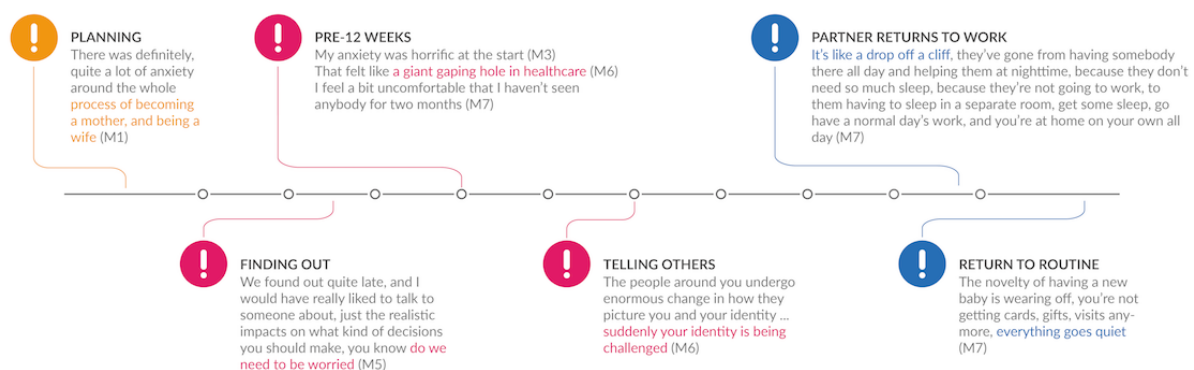 PLANNING
There was definitely,
quite a lot of anxiety
around the whole
process of becoming
a mother, and being a
wife (M1)
PRE-12 WEEKS
My anxiety was horrific at the start (M3)
That felt like a giant gaping hole in healthcare (M6)
I feel a bit uncomfortable that I haven't seen
anybody for two months (M7)
PARTNER RETURNS TO WORK
It's like a drop off a cliff, they've gone from having somebody
there all day and helping them at nighttime, because they don't
need so much sleep, because they're not going to work, to
them having to sleep in a separate room, get some sleep, go
have a normal day's work, and you're at home on your own all
day (M7)
FINDING OUT
We found out quite late, and I
would have really liked to talk to
someone about, just the realistic
impacts on what kind of decisions
you should make, you know do we
need to be worried (M5)
TELLING OTHERS
The people around you undergo
enormous change in how they
picture you and your identity ...
suddenly your identity is being
challenged (M6)
RETURN TO ROUTINE
The novelty of having a new
baby is wearing off, you're not
getting cards, gifts, visits any-
more, everything goes quiet
(M7)